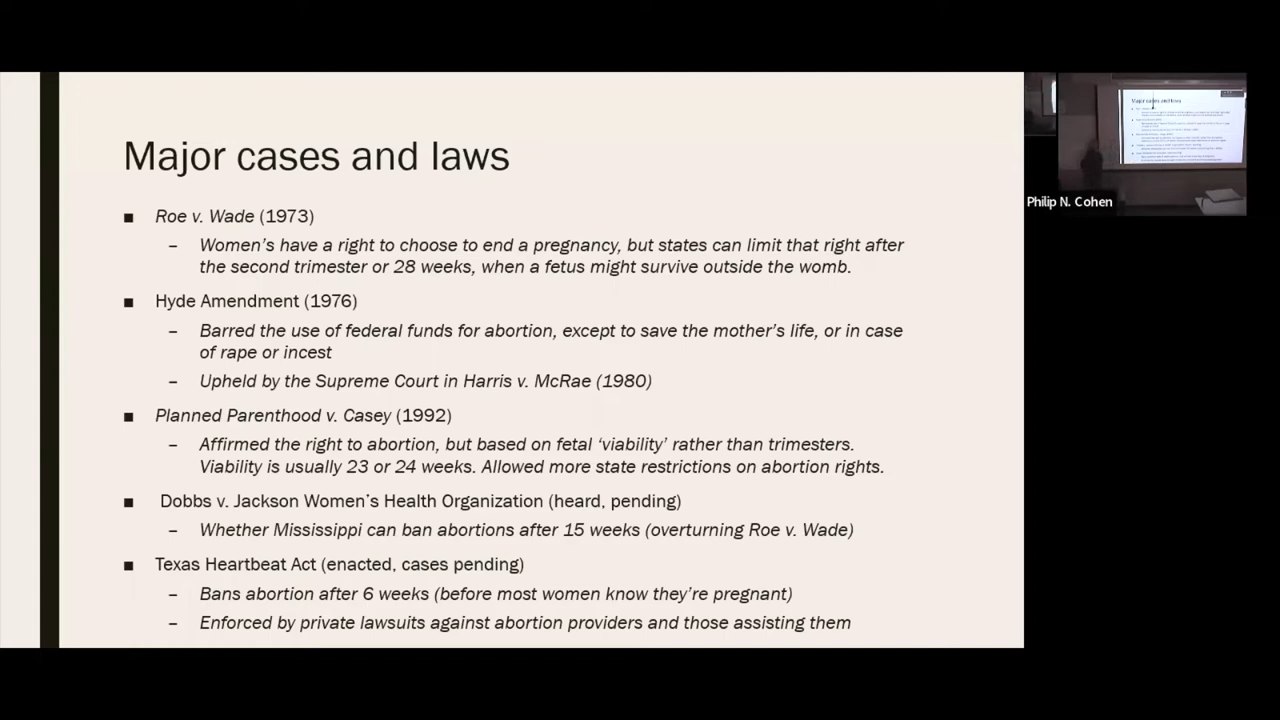 Major cases and laws
■ Roe v. Wade (1973)
– Women’s have a right to choose to end a pregnancy, but states can limit that right after
the second trimester or 28 weeks, when a fetus might survive outside the womb.
■ Hyde Amendment (1976)
– Barred the use of federal funds for abortion, except to save the mother’s life, or in case
of rape or incest
– Upheld by the Supreme Court in Harris v. McRae (1980)
■ Planned Parenthood v. Casey (1992)
– Affirmed the right to abortion, but based on fetal ‘viability’ rather than trimesters.
Viability is usually 23 or 24 weeks. Allowed more state restrictions on abortion rights.
■ Dobbs v. Jackson Women’s Health Organization (heard, pending)
– Whether Mississippi can ban abortions after 15 weeks (overturning Roe v. Wade)
■ Texas Heartbeat Act (enacted, cases pending)
– Bans abortion after 6 weeks (before most women know they’re pregnant)
– Enforced by private lawsuits against abortion providers and those assisting them
Major cases and laws
Philip N. Cohen